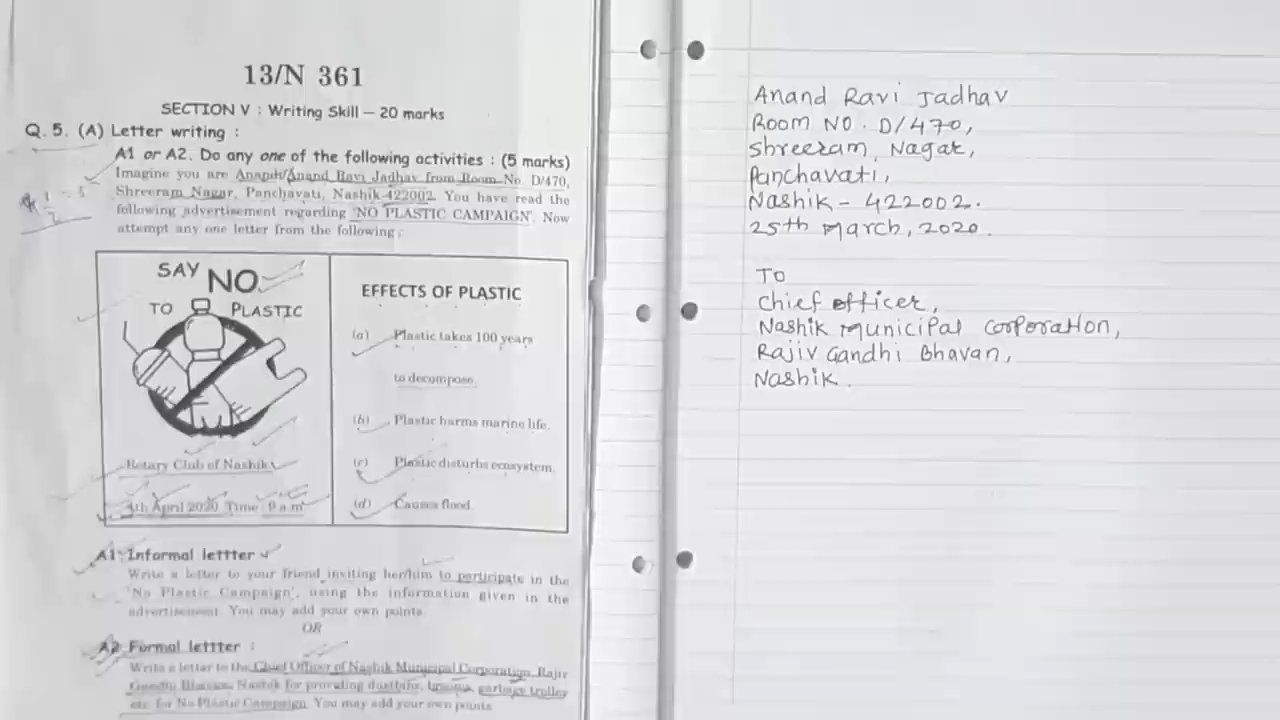 13/N 361
SECTION V : Writing Skill – 20 marks
Q. 5. (A) Letter writing :
A1 or A2. Do any one of the following activities : (5 marks)
Imagine you are Anandi/Anand Ravi Jadhav from Room No. D/470,
Shreeram Nagar, Panchavati, Nashik-422002. You have read the
following advertisement regarding 'NO PLASTIC CAMPAIGN'. Now
attempt any one letter from the following :
SAY NO
TO PLASTIC
Rotary Club of Nashik
4th April 2020 Time : 9 a.m.
EFFECTS OF PLASTIC
(a) Plastic takes 100 years
to decompose.
(b) Plastic harms marine life.
(c) Plastic disturbs ecosystem.
(d) Causes flood.
A1. Informal lettter
Write a letter to your friend inviting her/him to participate in the
'No Plastic Campaign', using the information given in the
advertisement. You may add your own points.
OR
A2. Formal lettter :
Write a letter to the Chief Officer of Nashik Municipal Corporation, Rajiv
Gandhi Bhavan, Nashik for providing dustbins, brooms, garbage trolley
etc. for No Plastic Campaign. You may add your own points.
Anand Ravi Jadhav
Room No. D/470,
Shreeram Nagar,
Panchavati,
Nashik - 422002.
25th March, 2020.
To
Chief Officer,
Nashik Municipal Corporation,
Rajiv Gandhi Bhavan,
Nashik.